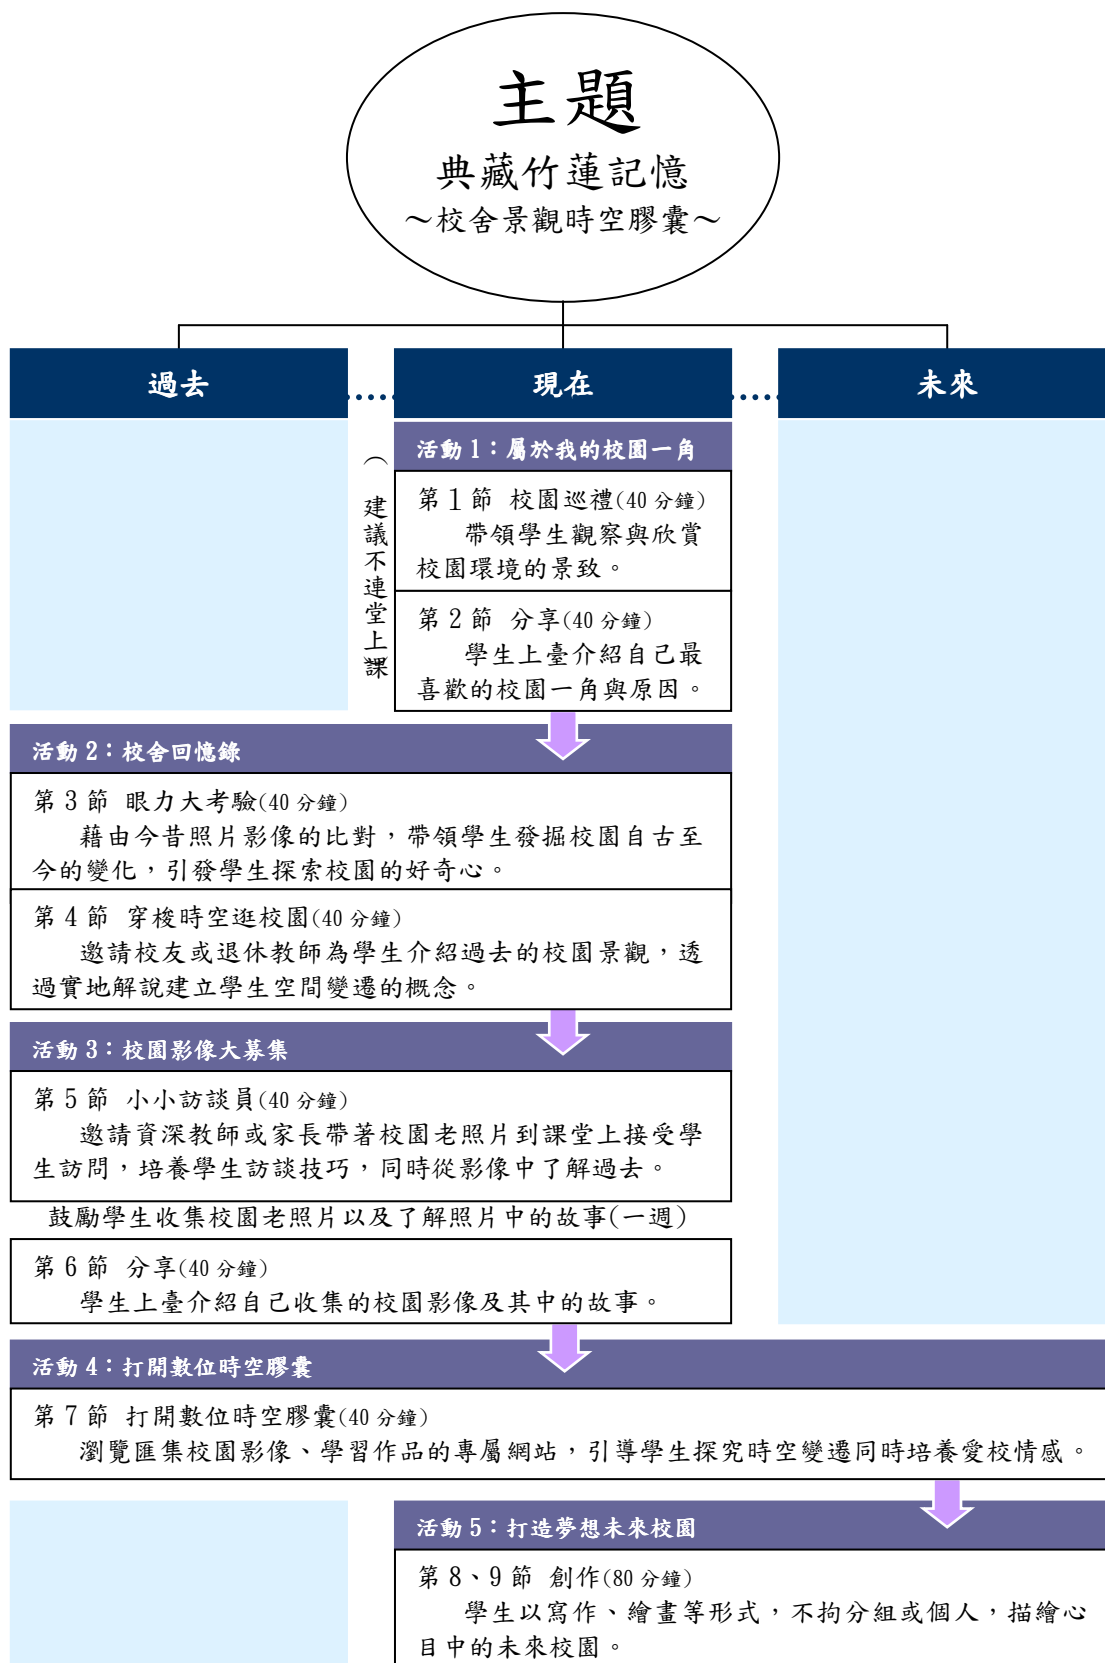 主題
典藏竹蓮記憶
～校舍景觀時空膠囊～
過去
現在
未來
活動 1：屬於我的校園一角
（建議不連堂上課
第 1 節 校園巡禮(40 分鐘)
帶領學生觀察與欣賞
校園環境的景致。
第 2 節 分享(40 分鐘)
學生上臺介紹自己最
喜歡的校園一角與原因。
活動 2：校舍回憶錄
第 3 節 眼力大考驗(40 分鐘)
藉由今昔照片影像的比對，帶領學生發掘校園自古至
今的變化，引發學生探索校園的好奇心。
第 4 節 穿梭時空逛校園(40 分鐘)
邀請校友或退休教師為學生介紹過去的校園景觀，透
過實地解說建立學生空間變遷的概念。
活動 3：校園影像大募集
第 5 節 小小訪談員(40 分鐘)
邀請資深教師或家長帶著校園老照片到課堂上接受學
生訪問，培養學生訪談技巧，同時從影像中了解過去。
鼓勵學生收集校園老照片以及了解照片中的故事(一週)
第 6 節 分享(40 分鐘)
學生上臺介紹自己收集的校園影像及其中的故事。
活動 4：打開數位時空膠囊
第 7 節 打開數位時空膠囊(40 分鐘)
瀏覽匯集校園影像、學習作品的專屬網站，引導學生探究時空變遷同時培養愛校情感。
活動 5：打造夢想未來校園
第 8、9 節 創作(80 分鐘)
學生以寫作、繪畫等形式，不拘分組或個人，描繪心
目中的未來校園。